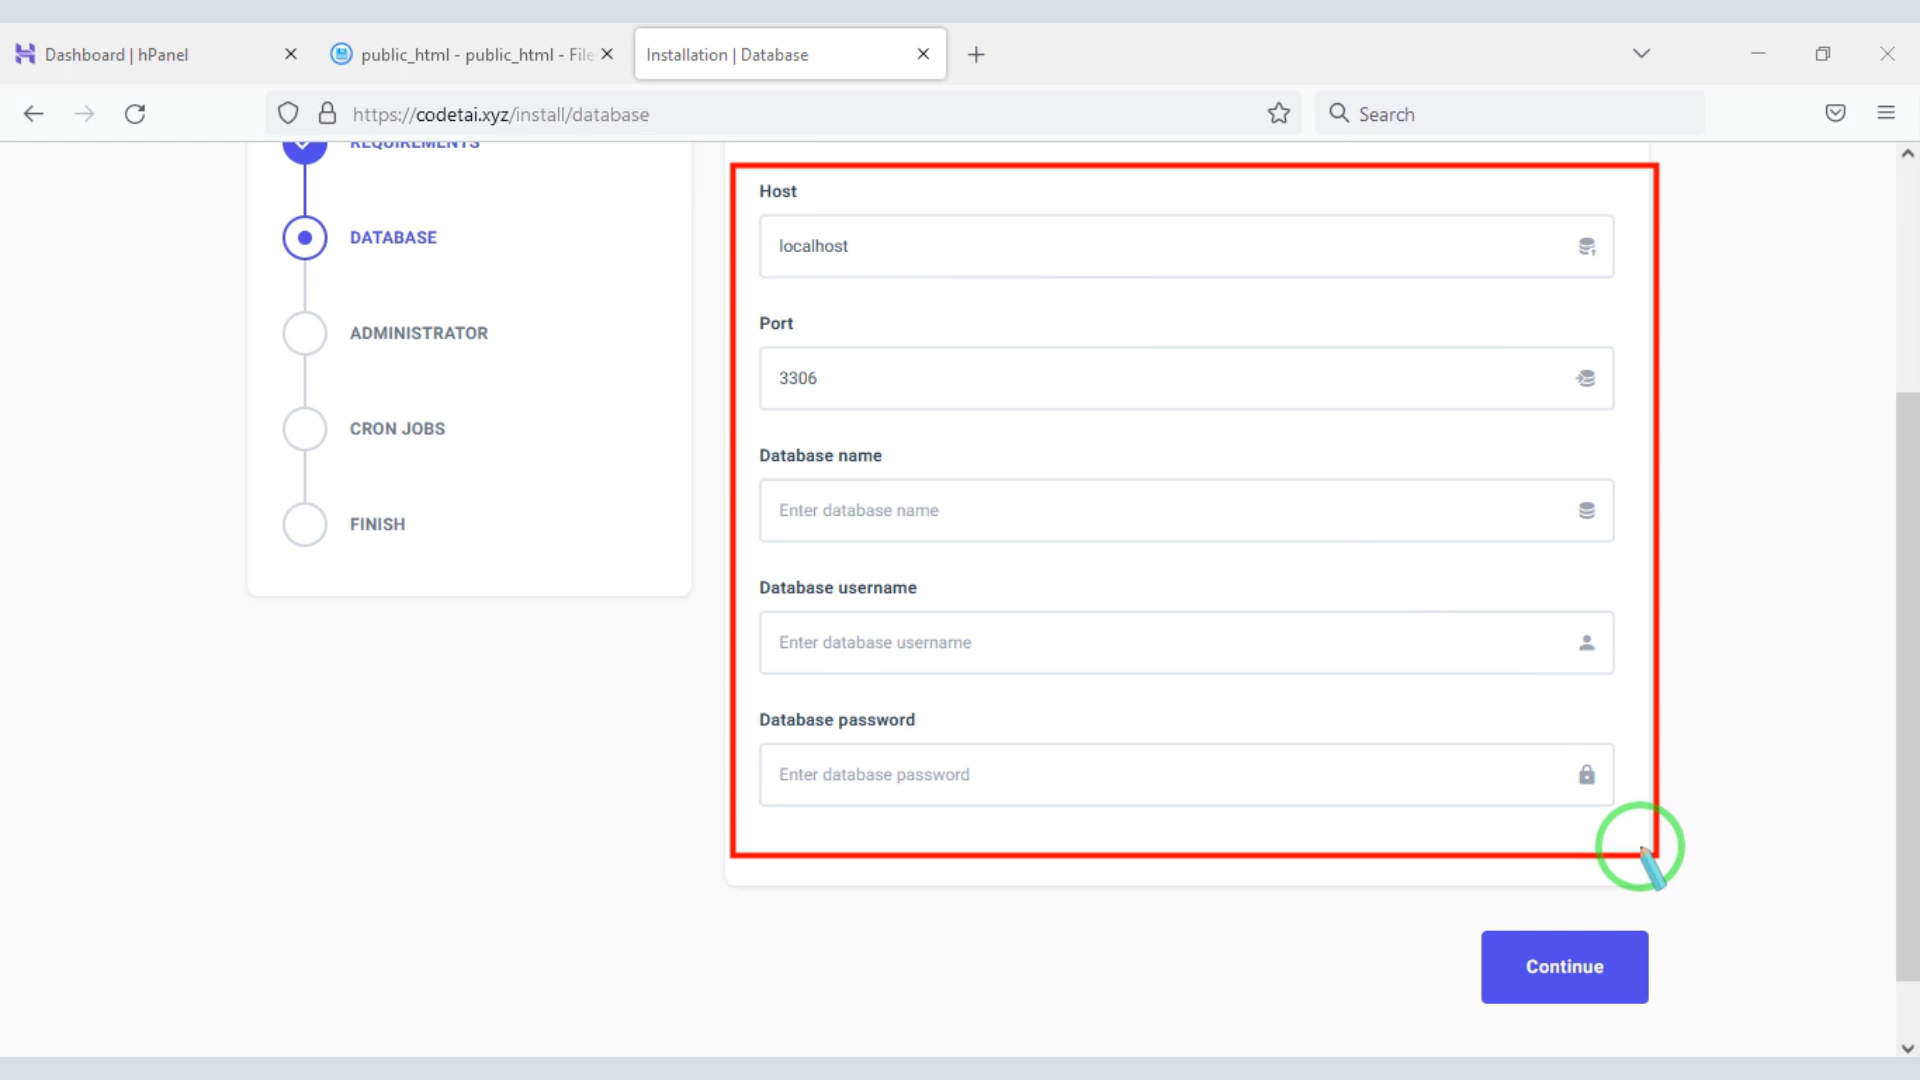 Dashboard | hPanel
public_html - public_html - File
Installation | Database
https://codetai.xyz/install/database
Search
REQUIREMENTS
DATABASE
ADMINISTRATOR
CRON JOBS
FINISH
Host
localhost
Port
3306
Database name
Enter database name
Database username
Enter database username
Database password
Enter database password
Continue